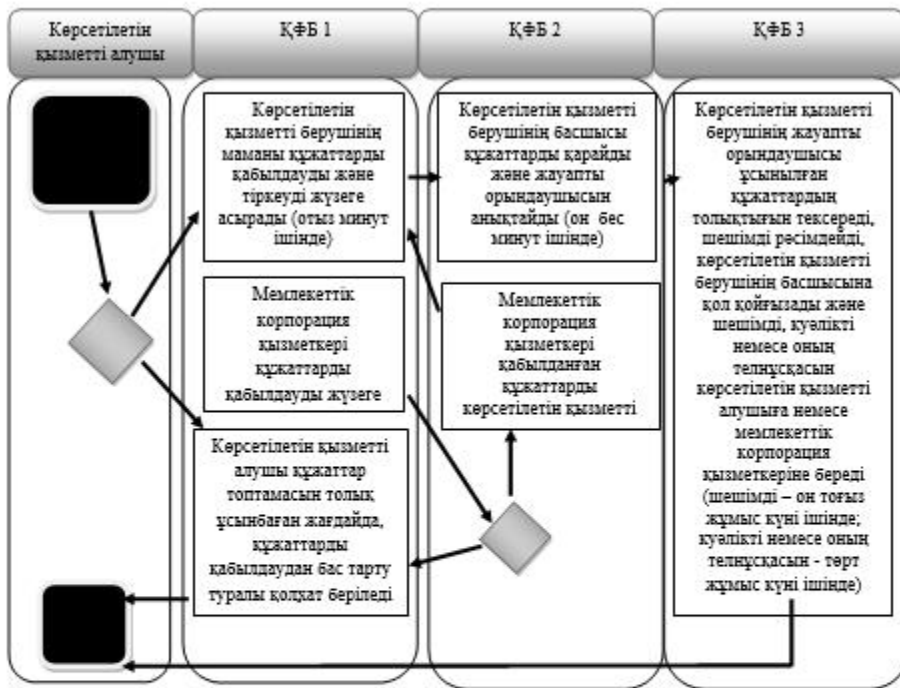 Көрсетілетін
қызметті алушы
ҚФБ 1
ҚФБ 2
ҚФБ 3
Көрсетілетін
қызметті берушінің
маманы құжаттарды
қабылдауды және
тіркеуді жүзеге
асырады (отыз минут
ішінде)
Мемлекеттік
корпорация
қызметкері
құжаттарды
қабылдауды жүзеге
Көрсетілетін қызметті
алушы құжаттар
топтамасын толық
ұсынбаған жағдайда,
құжаттарды
қабылдаудан бас тарту
туралы қолхат беріледі
Көрсетілетін қызметті
берушінің басшысы
құжаттарды қарайды
және жауапты
орындаушысын
анықтайды (он бес
минут ішінде)
Мемлекеттік
корпорация
қызметкері
қабылданған
құжаттарды
көрсетілетін қызметті
Көрсетілетін қызметті
берушінің жауапты
орындаушысы
ұсынылған
құжаттардың
толықтығын тексереді,
шешімді рәсімдейді,
көрсетілетін қызметті
берушінің басшысына
қол қойғызады және
шешімді, куәлікті
немесе оның
телнұсқасын
көрсетілетін қызметті
алушыға немесе
мемлекеттік
корпорация
қызметкеріне береді
(шешімді – он тоғыз
жұмыс күні ішінде;
куәлікті немесе оның
телнұсқасын - төрт
жұмыс күні ішінде)